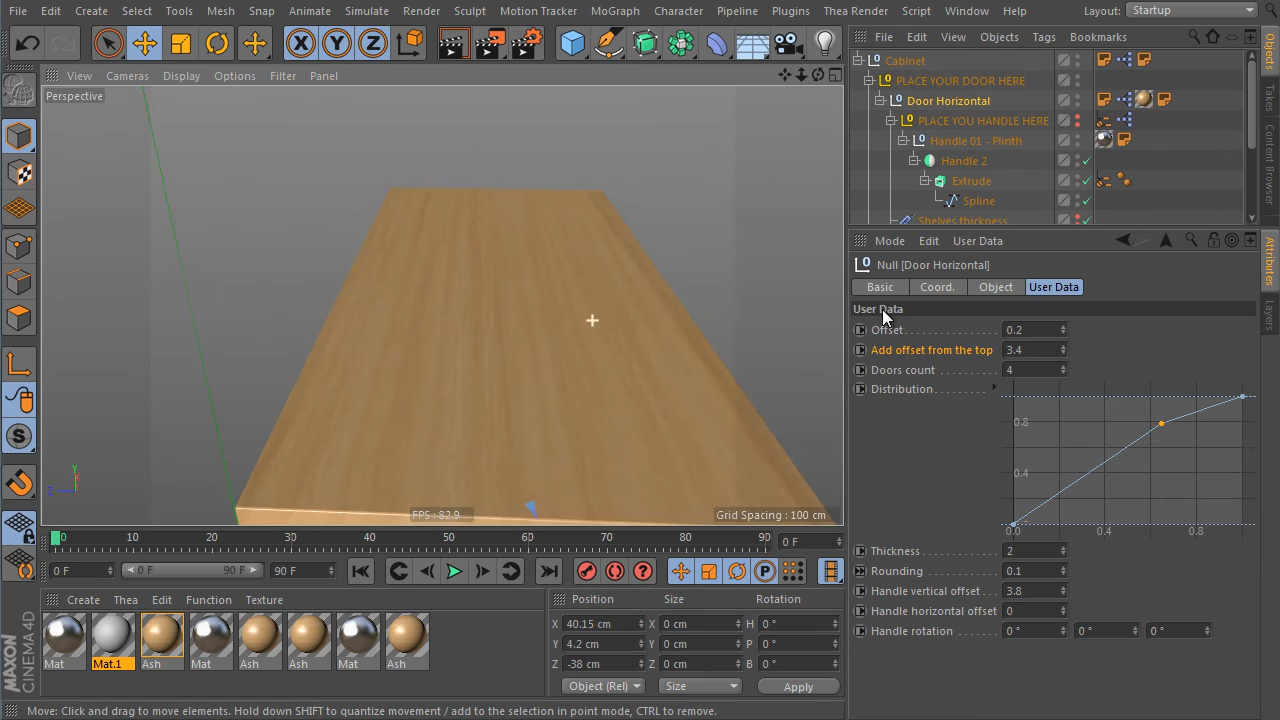 File Edit Create Select Tools Mesh Snap Animate Simulate Render Sculpt Motion Tracker MoGraph Character Pipeline Plugins Thea Render Script Window Help Layout: Startup
X Y Z
File Edit View Objects Tags Bookmarks
View Cameras Display Options Filter Panel
Perspective
Cabinet
PLACE YOUR DOOR HERE
Door Horizontal
PLACE YOU HANDLE HERE
Handle 01 - Plinth
Handle 2
Extrude
Spline
Shelves thickness
Objects
Takes
Content Browser
Attributes
Layers
Mode Edit User Data
Null [Door Horizontal]
Basic Coord. Object User Data
User Data
Offset 0.2
Add offset from the top 3.4
Doors count 4
Distribution
0.8
0.4
0.0 0.4 0.8
Thickness 2
Rounding 0.1
Handle vertical offset 3.8
Handle horizontal offset 0
Handle rotation 0 ° 0 ° 0 °
Y
Z
FPS : 82.9
Grid Spacing : 100 cm
0 10 20 30 40 50 60 70 80 90 0 F
0 F 0 F 90 F 90 F
P
Create Thea Edit Function Texture
Mat Mat.1 Ash Mat Ash Ash Mat Ash
Position Size Rotation
X 40.15 cm X 0 cm H 0 °
Y 4.2 cm Y 0 cm P 0 °
Z -38 cm Z 0 cm B 0 °
Object (Rel) Size Apply
MAXON
CINEMA4D
Move: Click and drag to move elements. Hold down SHIFT to quantize movement / add to the selection in point mode, CTRL to remove.